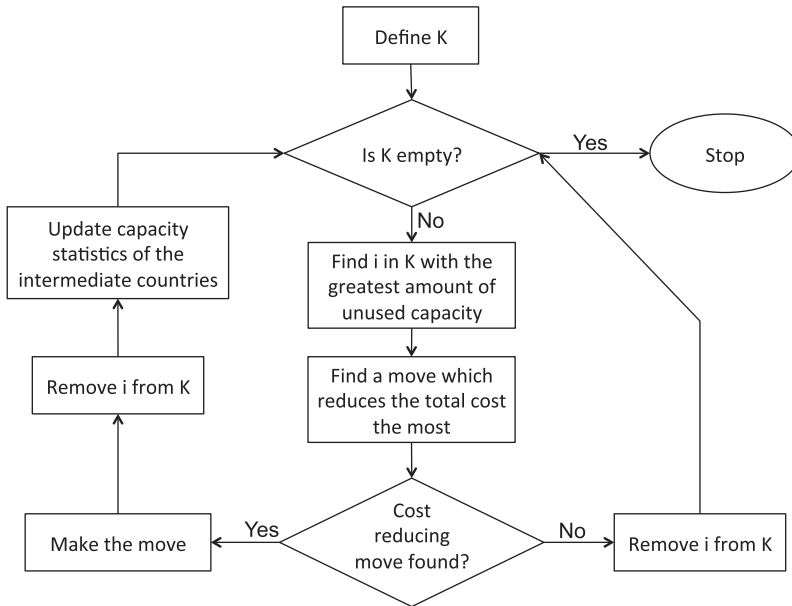 Define K
Is K empty?
Yes
Stop
No
Update capacity
statistics of the
intermediate countries
Find i in K with the
greatest amount of
unused capacity
Remove i from K
Find a move which
reduces the total cost
the most
Make the move
Yes
Cost
reducing
move found?
No
Remove i from K